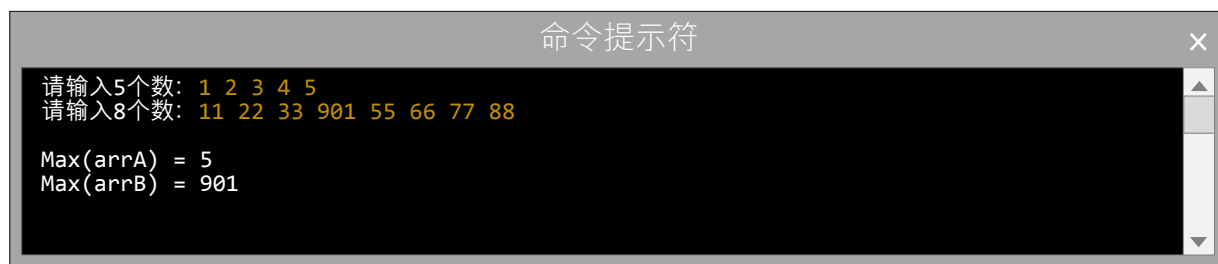 命令提示符
×
请输入5个数: 1 2 3 4 5
请输入8个数: 11 22 33 901 55 66 77 88
Max(arrA) = 5
Max(arrB) = 901